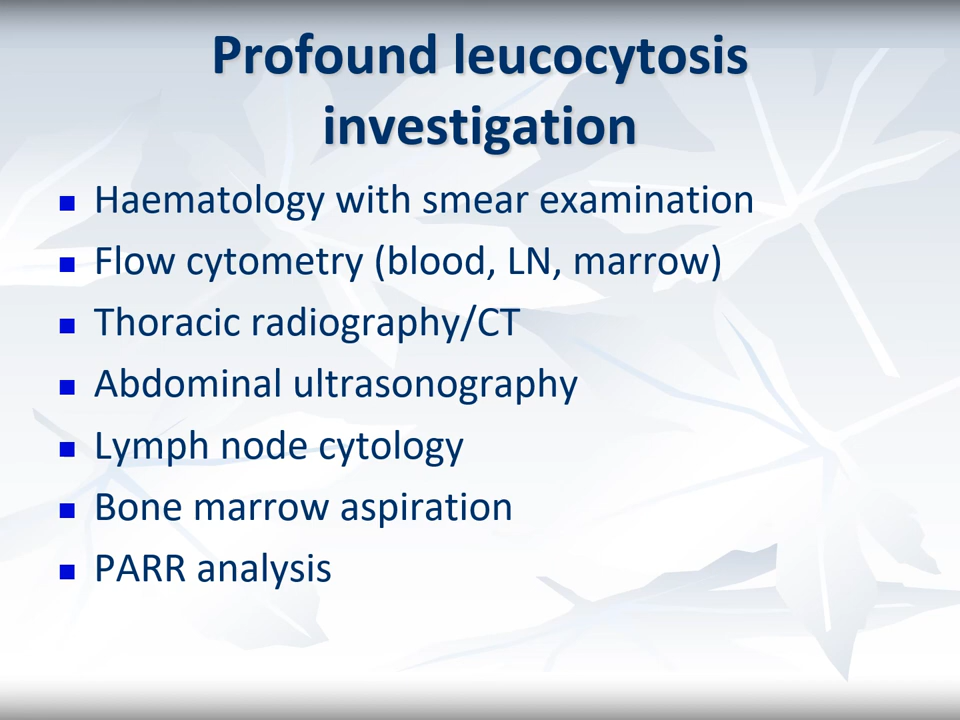 Profound leucocytosis
investigation
Haematology with smear examination
Flow cytometry (blood, LN, marrow)
Thoracic radiography/CT
Abdominal ultrasonography
Lymph node cytology
Bone marrow aspiration
PARR analysis